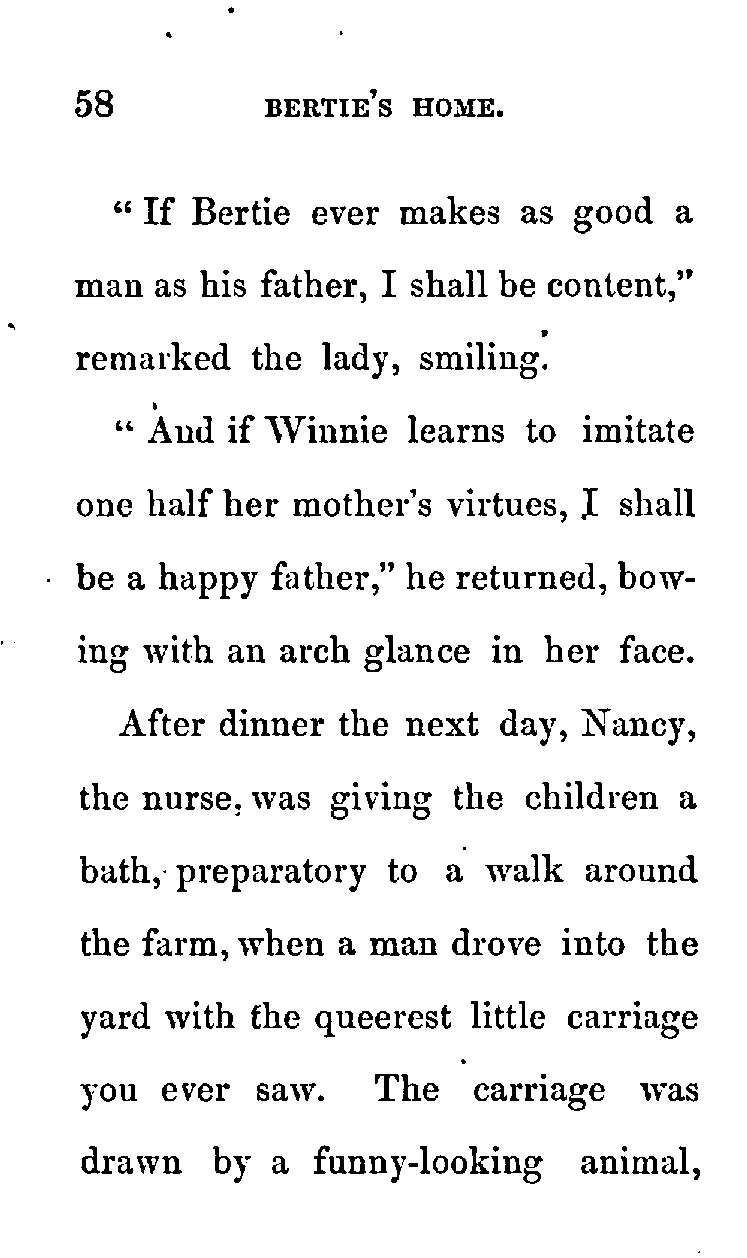 58 BERTIE'S HOME.
“ If Bertie ever makes as good a
man as his father, I shall be content,”
remarked the lady, smiling.
“ And if Winnie learns to imitate
one half her mother's virtues, I shall
be a happy father,” he returned, bow-
ing with an arch glance in her face.
After dinner the next day, Nancy,
the nurse, was giving the children a
bath, preparatory to a walk around
the farm, when a man drove into the
yard with the queerest little carriage
you ever saw. The carriage was
drawn by a funny-looking animal,